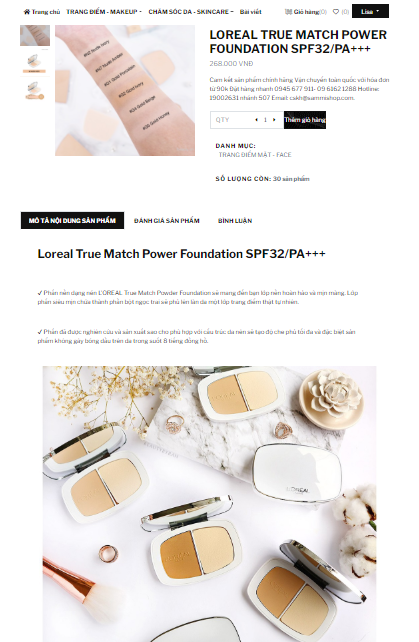 Trang chủ TRANG ĐIỂM - MAKEUP CHĂM SÓC DA - SKINCARE Bài viết Giỏ hàng(0) (0) Lisa
LOREAL TRUE MATCH POWER
FOUNDATION SPF32/PA+++
268.000 VNĐ
Cam kết sản phẩm chính hãng Vận chuyển toàn quốc với hóa đơn
từ 90k Đặt hàng nhanh 0945 677 911- 09 6162 1288 Hotline:
19002631 nhánh 507 Email: cskh@sammishop.com.
QTY 1 Thêm giỏ hàng
DANH MỤC:
TRANG ĐIỂM MẶT - FACE
SỐ LƯỢNG CÒN: 30 sản phẩm
MÔ TẢ NỘI DUNG SẢN PHẨM ĐÁNH GIÁ SẢN PHẨM BÌNH LUẬN
Loreal True Match Power Foundation SPF32/PA+++
✓ Phấn nền dạng nén L'OREAL True Match Powder Foundation sẽ mang đến bạn lớp nền hoàn hảo và mịn màng. Lớp
phấn siêu mịn chứa thành phần bột ngọc trai sẽ phủ lên làn da một lớp trang điểm thật tự nhiên.
✓ Phấn đã được nghiên cứu và sản xuất sao cho phù hợp với cấu trúc da nên sẽ tạo độ che phủ tối đa và đặc biệt sản
phẩm không gây bóng dầu trên da trong suốt 8 tiếng đồng hồ.